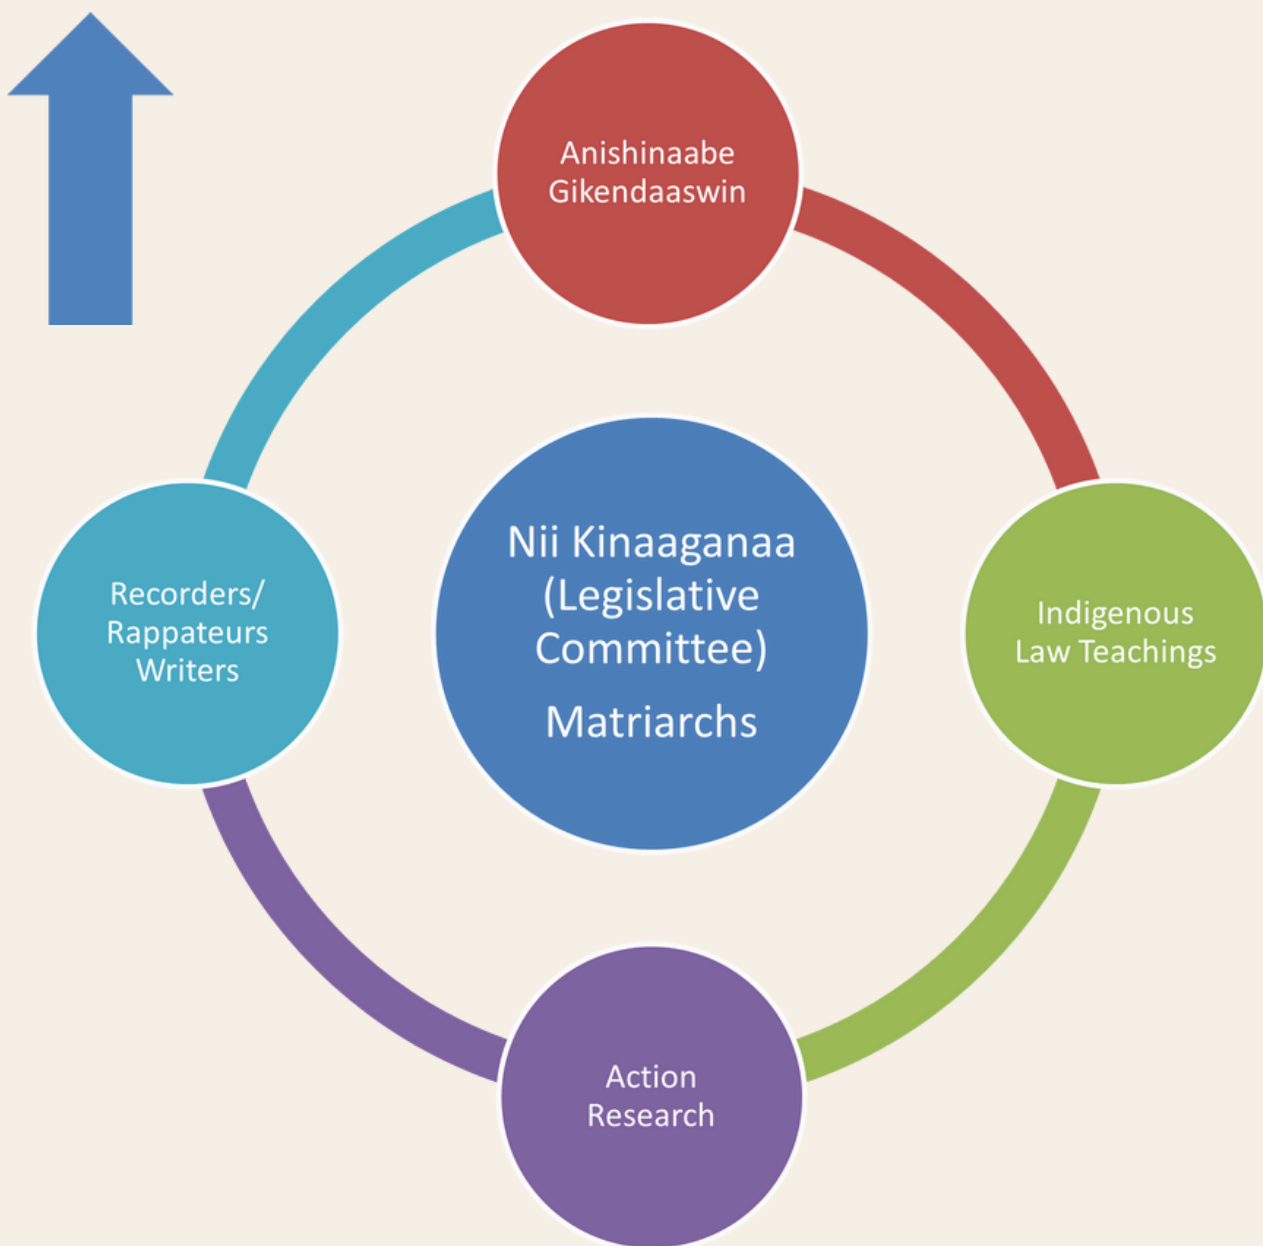 Anishinaabe
Gikendaaswin
Nii Kinaaganaa
(Legislative
Committee)
Matriarchs
Recorders/
Rappateurs
Writers
Indigenous
Law Teachings
Action
Research